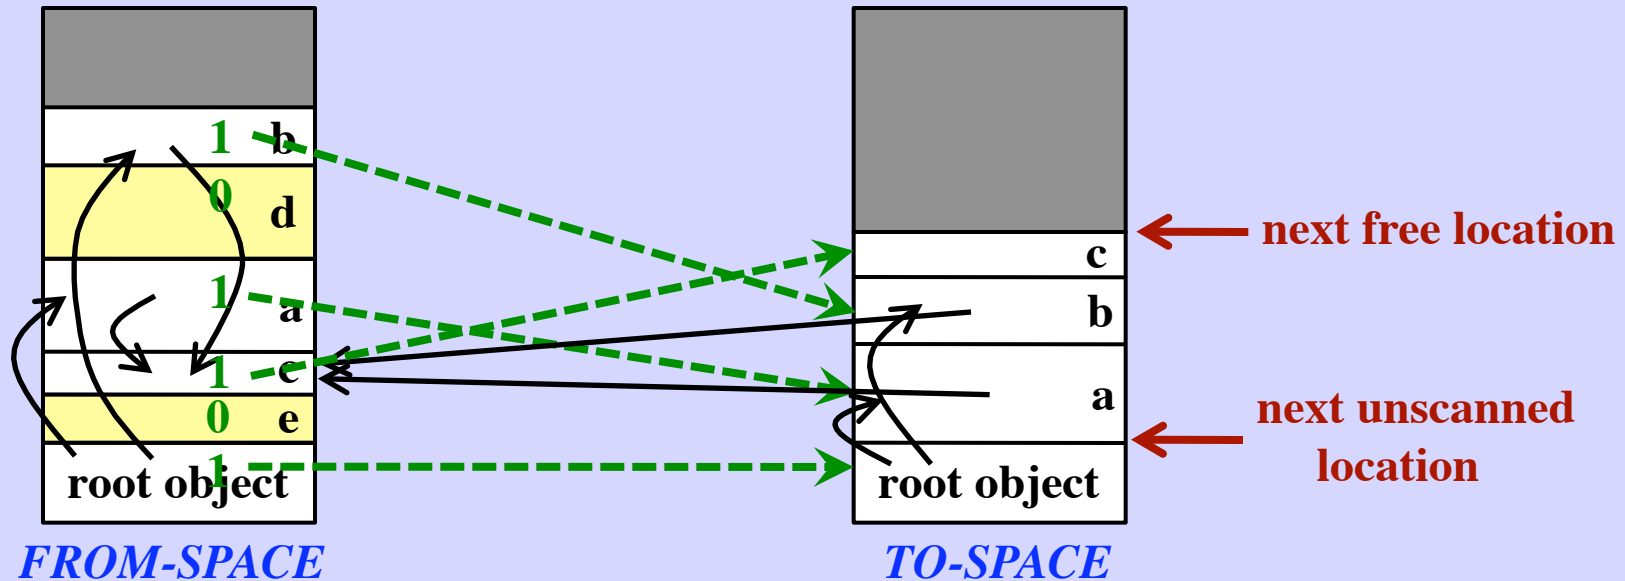 1 b
0 d
1 a
1 c
0 e
1
root object
FROM-SPACE
c
b
a
root object
TO-SPACE
next free location
next unscanned
location